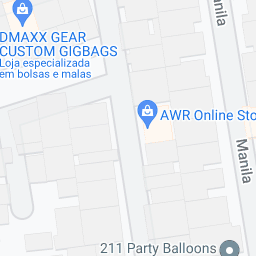 DMAXX GEAR
CUSTOM GIGBAGS
Loja especializada
em bolsas e malas
Manila
AWR Online Sto
Manila
211 Party Balloons